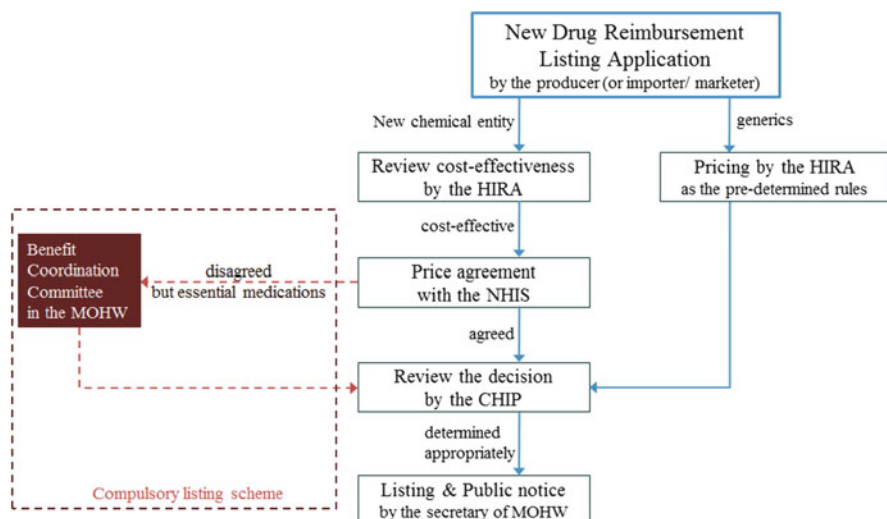 New Drug Reimbursement
Listing Application
by the producer (or importer/ marketer)
New chemical entity
generics
Review cost-effectiveness
by the HIRA
Pricing by the HIRA
as the pre-determined rules
cost-effective
Benefit
Coordination
Committee
in the MOHW
disagreed
but essential medications
Price agreement
with the NHIS
agreed
Review the decision
by the CHIP
determined
appropriately
Compulsory listing scheme
Listing & Public notice
by the secretary of MOHW